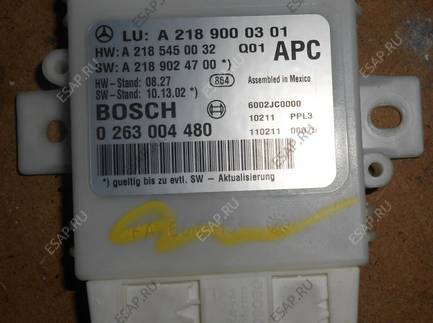 LU: A 218 900 03 01
HW: A 218 545 00 32 Q01 APC
SW: A 218 902 47 00 *)
HW-Stand: 08.27 864 Assembled in Mexico
SW-Stand: 10.13.02 *)
BOSCH 6002JC0000
10211 PPL3
0 263 004 480 110211
*) gueltig bis zu evtl. SW - Aktualisierung
ESAP.RU